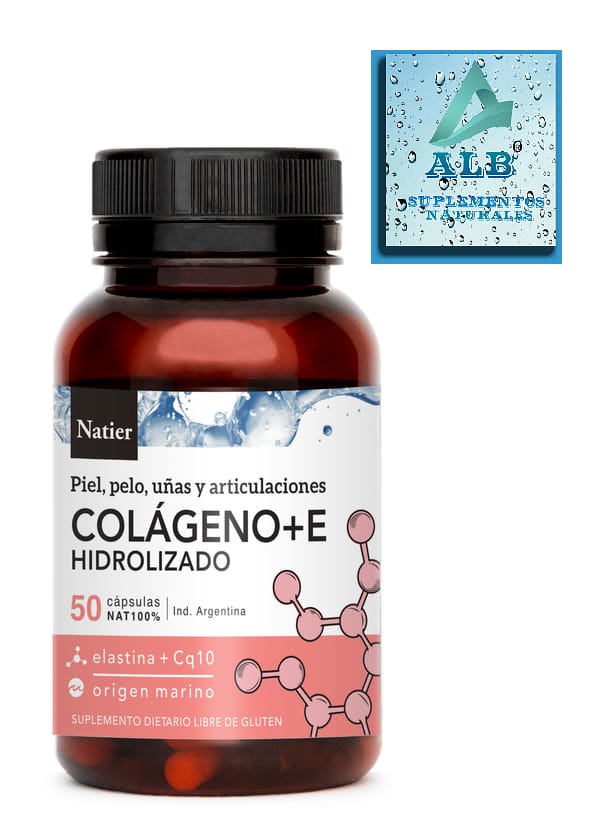 ALB®
SUPLEMENTOS
NATURALES
Natier
Piel, pelo, uñas y articulaciones
COLÁGENO+E
HIDROLIZADO
50 cápsulas
NAT100%
Ind. Argentina
elastina + Cq10
origen marino
SUPLEMENTO DIETARIO LIBRE DE GLUTEN